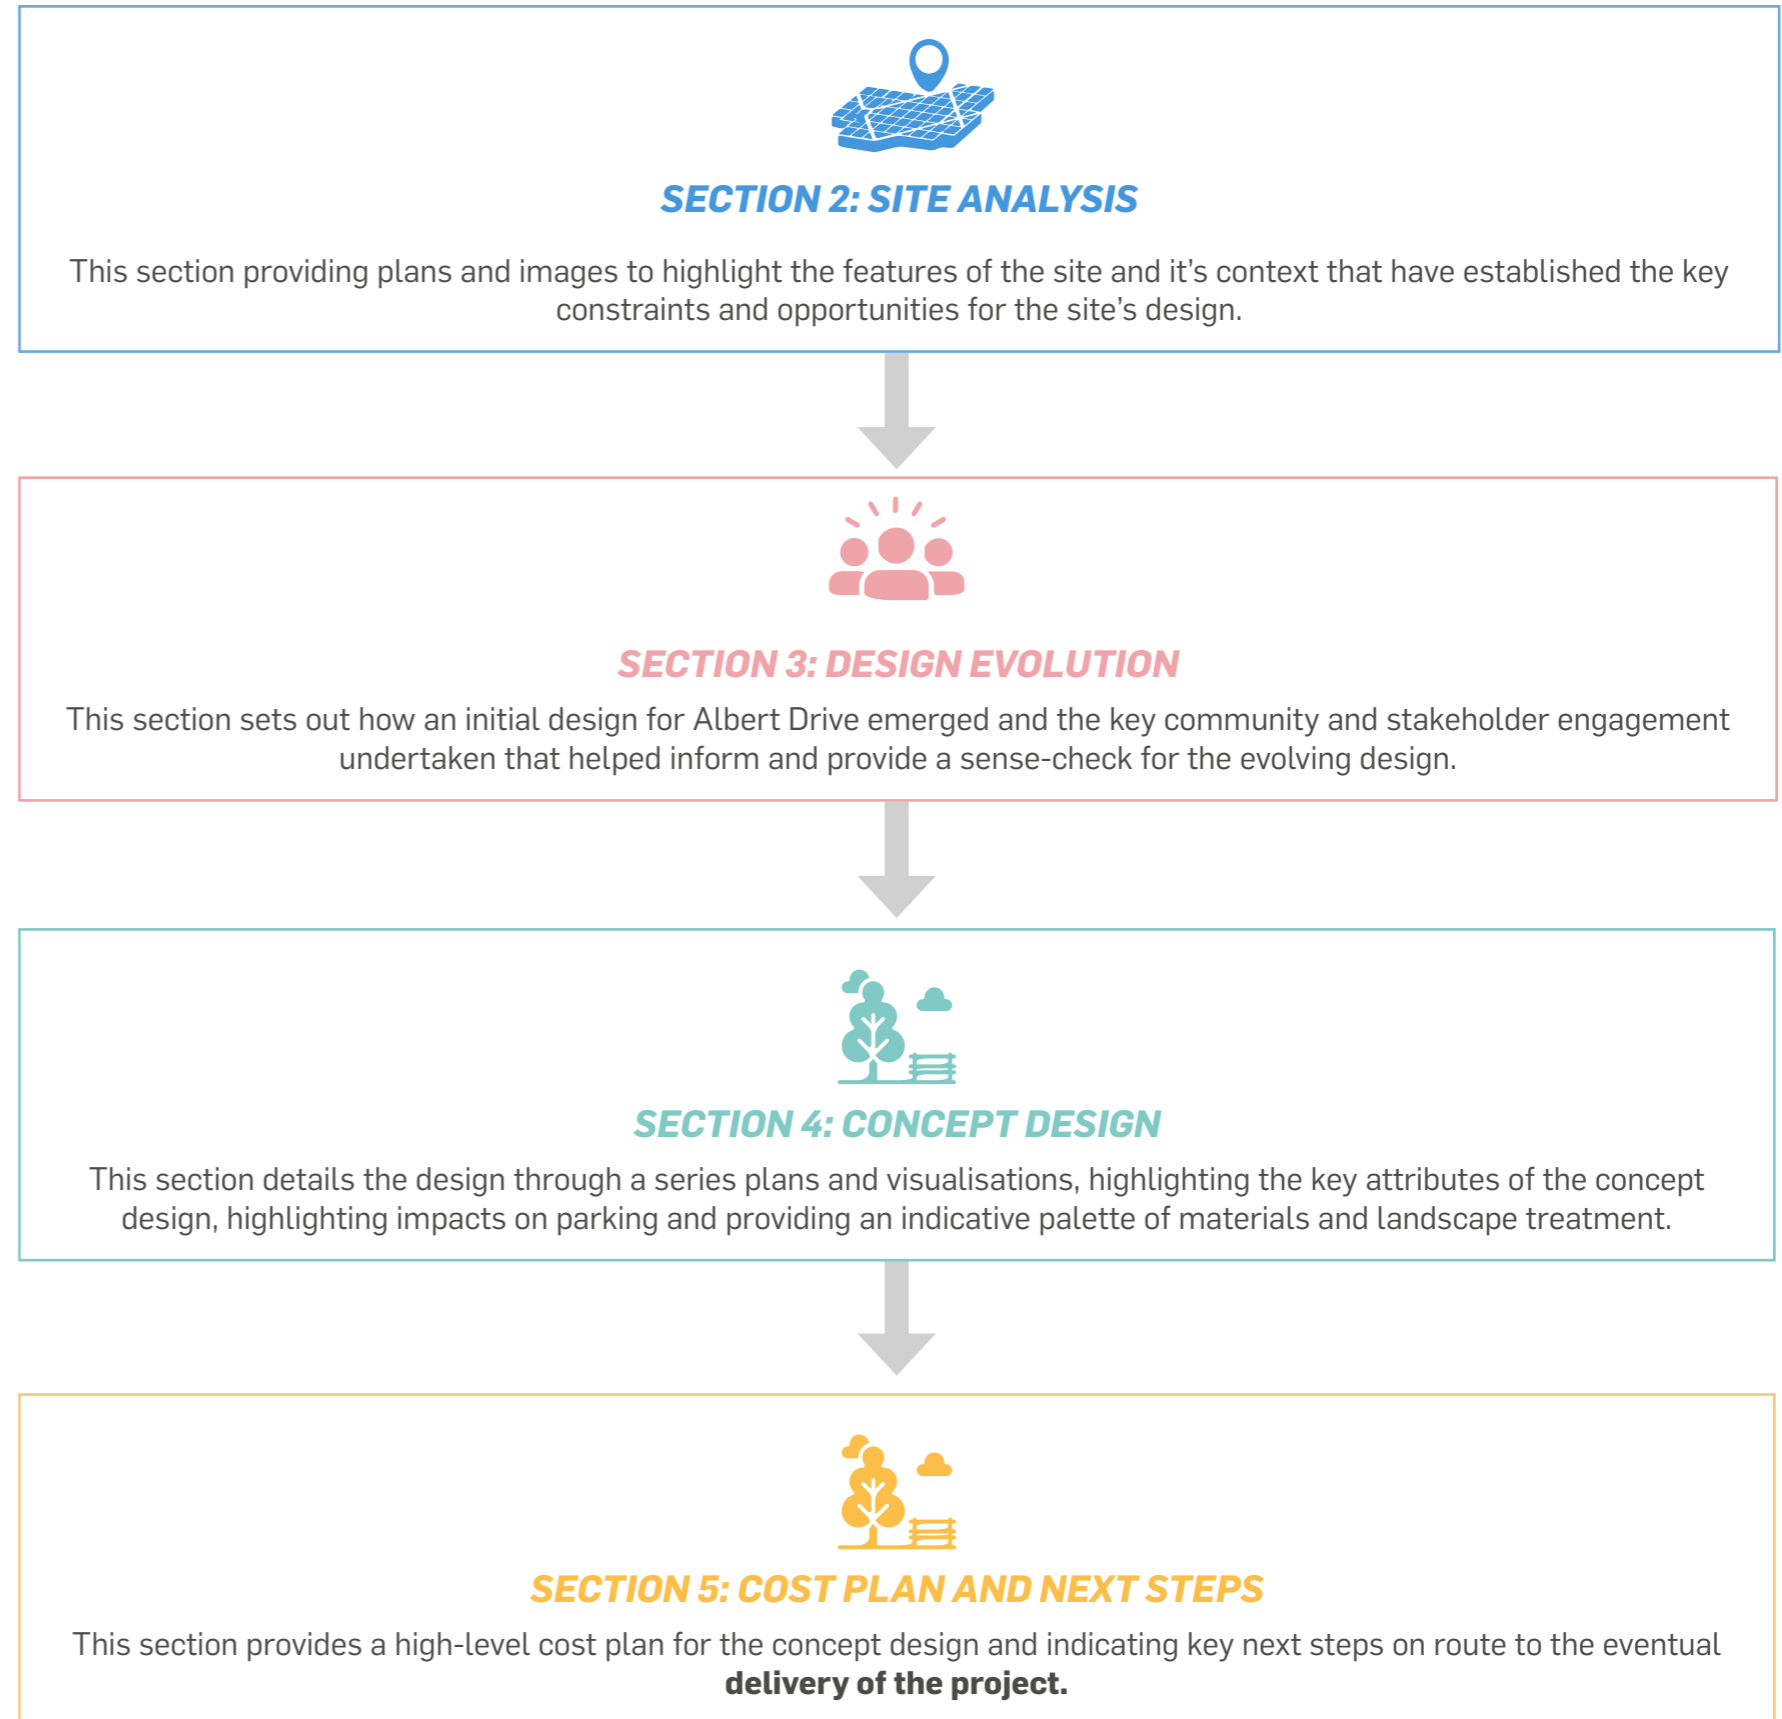 SECTION 2: SITE ANALYSIS
This section providing plans and images to highlight the features of the site and it’s context that have established the key
constraints and opportunities for the site’s design.
SECTION 3: DESIGN EVOLUTION
This section sets out how an initial design for Albert Drive emerged and the key community and stakeholder engagement
undertaken that helped inform and provide a sense-check for the evolving design.
SECTION 4: CONCEPT DESIGN
This section details the design through a series plans and visualisations, highlighting the key attributes of the concept
design, highlighting impacts on parking and providing an indicative palette of materials and landscape treatment.
SECTION 5: COST PLAN AND NEXT STEPS
This section provides a high-level cost plan for the concept design and indicating key next steps on route to the eventual
delivery of the project.